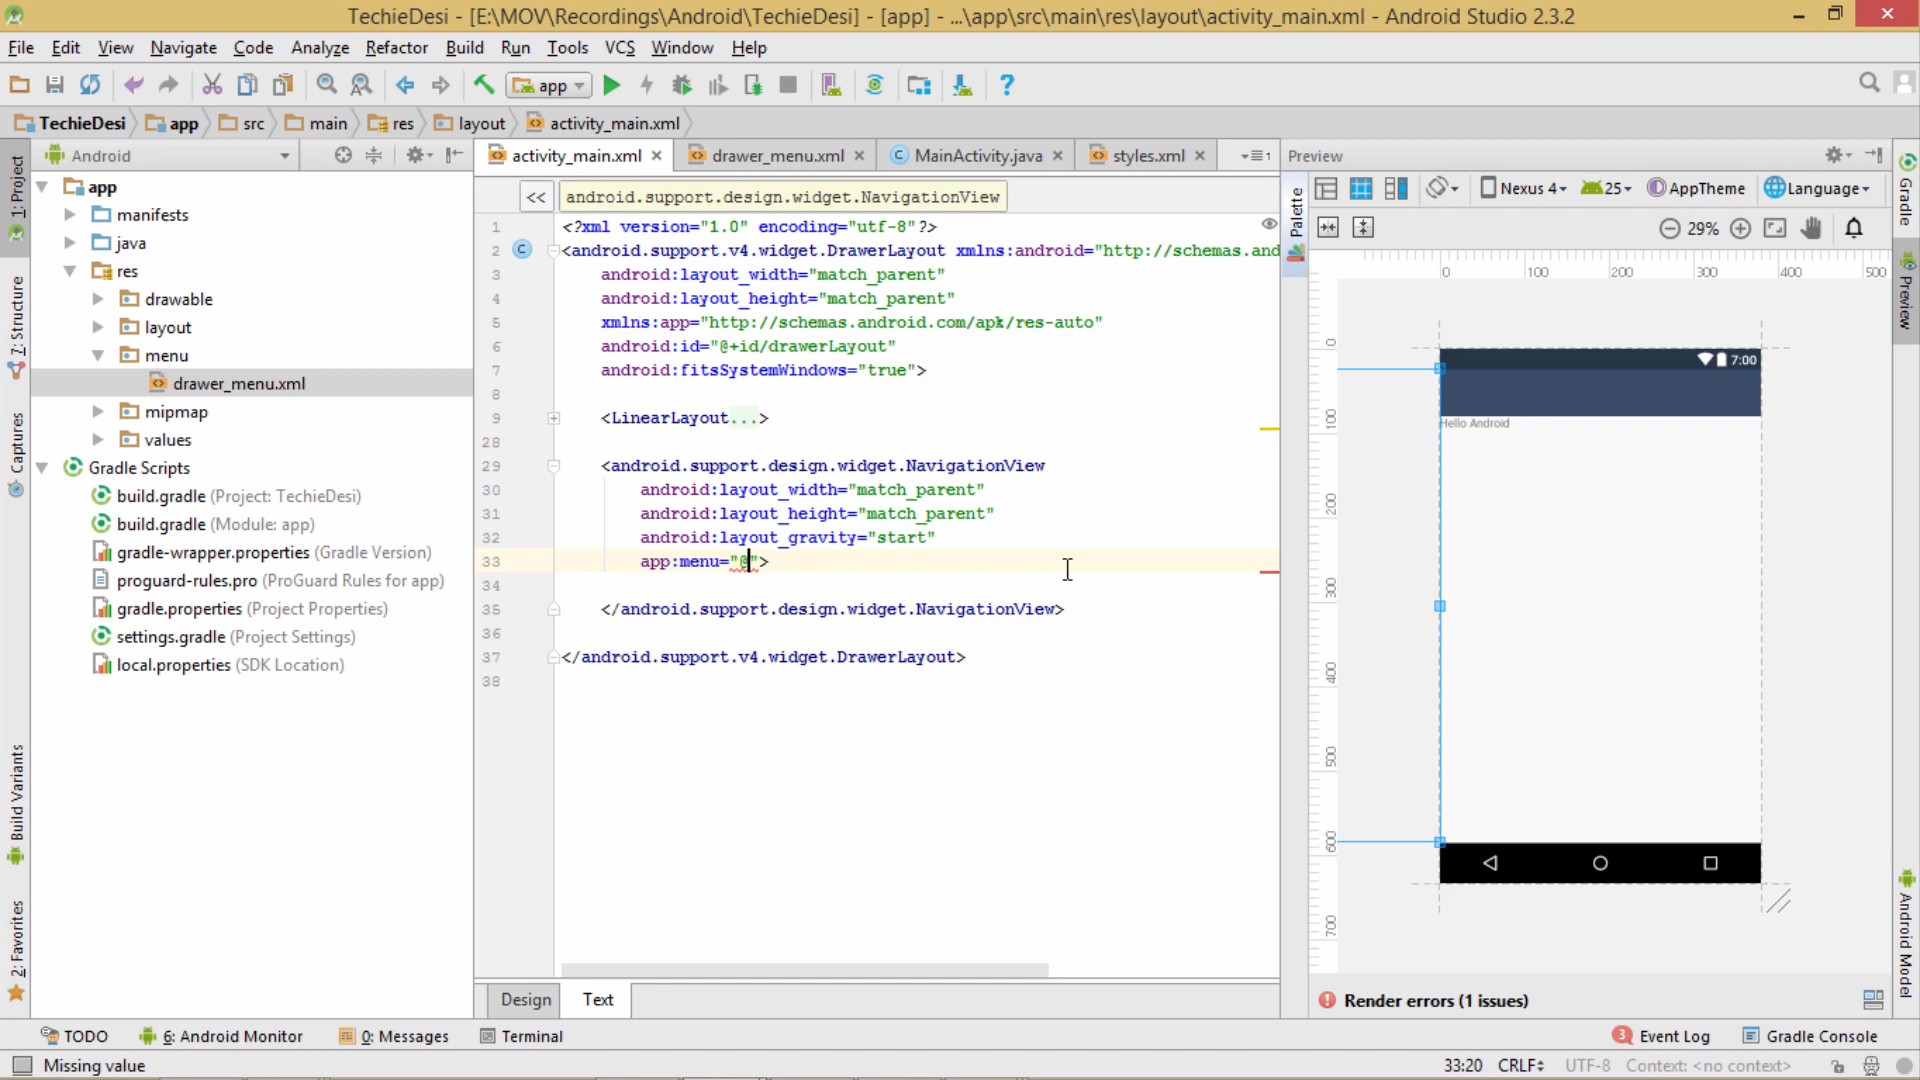 TechieDesi - [E:\MOV\Recordings\Android\TechieDesi] - [app] - ...\app\src\main\res\layout\activity_main.xml - Android Studio 2.3.2
File Edit View Navigate Code Analyze Refactor Build Run Tools VCS Window Help
app
TechieDesi app src main res layout activity_main.xml
Android
activity_main.xml drawer_menu.xml MainActivity.java styles.xml
1
Preview
<< android.support.design.widget.NavigationView
Nexus 4 25 AppTheme Language
29%
1: Project
7: Structure
Captures
Build Variants
2: Favorites
app
manifests
java
res
drawable
layout
menu
drawer_menu.xml
mipmap
values
Gradle Scripts
build.gradle (Project: TechieDesi)
build.gradle (Module: app)
gradle-wrapper.properties (Gradle Version)
proguard-rules.pro (ProGuard Rules for app)
gradle.properties (Project Properties)
settings.gradle (Project Settings)
local.properties (SDK Location)
1 <?xml version="1.0" encoding="utf-8"?>
2 <android.support.v4.widget.DrawerLayout xmlns:android="http://schemas.and
3 android:layout_width="match_parent"
4 android:layout_height="match_parent"
5 xmlns:app="http://schemas.android.com/apk/res-auto"
6 android:id="@+id/drawerLayout"
7 android:fitsSystemWindows="true">
8
9 <LinearLayout...>
28
29 <android.support.design.widget.NavigationView
30 android:layout_width="match_parent"
31 android:layout_height="match_parent"
32 android:layout_gravity="start"
33 app:menu="@">
34
35 </android.support.design.widget.NavigationView>
36
37 </android.support.v4.widget.DrawerLayout>
38
Design Text
Palette
0 100 200 300 400 500
0
100
200
300
400
500
600
700
7:00
Hello Android
Render errors (1 issues)
Gradle
Preview
Android Model
TODO 6: Android Monitor 0: Messages Terminal 3 Event Log Gradle Console
Missing value 33:20 CRLF UTF-8 Context: <no context>